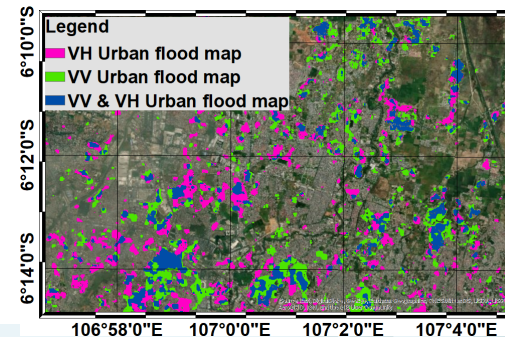 Legend
VH Urban flood map
VV Urban flood map
VV & VH Urban flood map
6°10'0"S
6°12'0"S
6°14'0"S
106°58'0"E 107°0'0"E 107°2'0"E 107°4'0"E